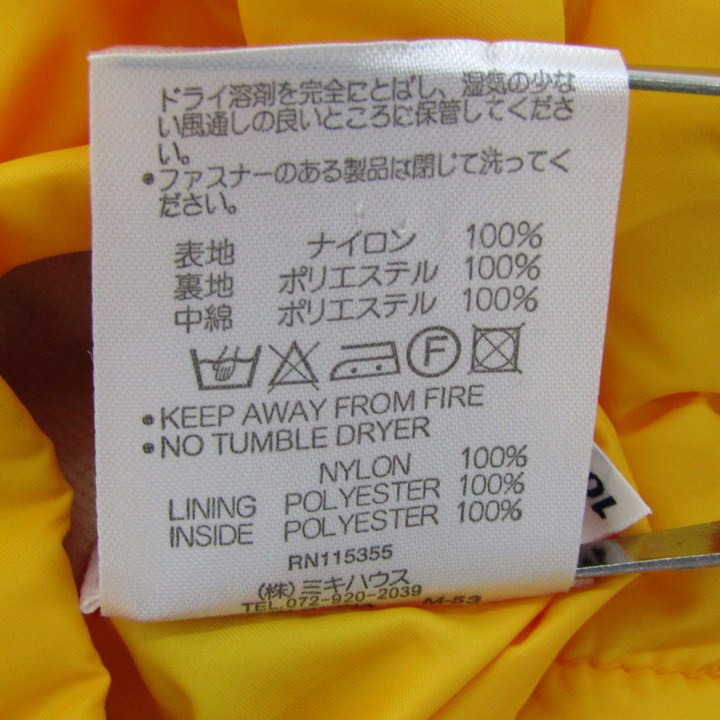 ドライ溶剤を完全にとばし、湿気の少な
い風通しの良いところに保管してくださ
い。
•ファスナーのある製品は閉じて洗ってく
ださい。
表地 ナイロン 100%
裏地 ポリエステル 100%
中綿 ポリエステル 100%
F
•KEEP AWAY FROM FIRE
•NO TUMBLE DRYER
NYLON 100%
LINING POLYESTER 100%
INSIDE POLYESTER 100%
RN115355
(株)ミキハウス
TEL.072-920-2039
M-53